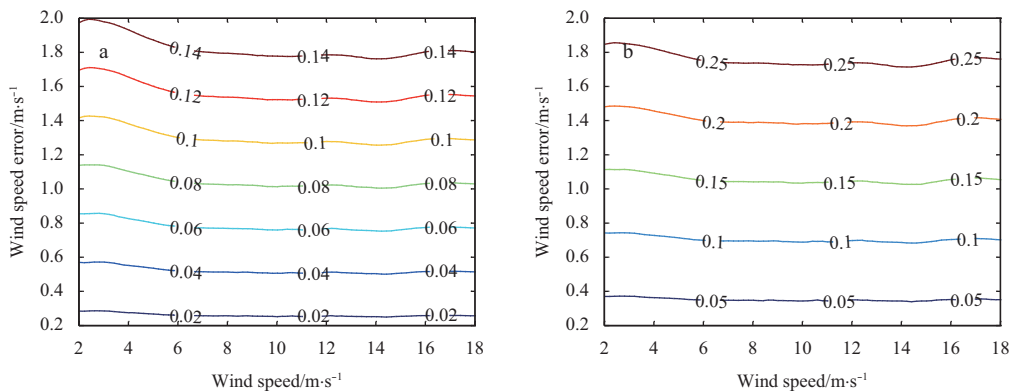 a
2.0
1.8
1.6
1.4
1.2
1.0
0.8
0.6
0.4
0.2
Wind speed error/m·s⁻¹
0.14 0.14 0.14
0.12 0.12 0.12
0.1 0.1 0.1
0.08 0.08 0.08
0.06 0.06 0.06
0.04 0.04 0.04
0.02 0.02 0.02
2 4 6 8 10 12 14 16 18
Wind speed/m·s⁻¹
b
2.0
1.8
1.6
1.4
1.2
1.0
0.8
0.6
0.4
0.2
Wind speed error/m·s⁻¹
0.25 0.25 0.25
0.2 0.2 0.2
0.15 0.15 0.15
0.1 0.1 0.1
0.05 0.05 0.05
2 4 6 8 10 12 14 16 18
Wind speed/m·s⁻¹